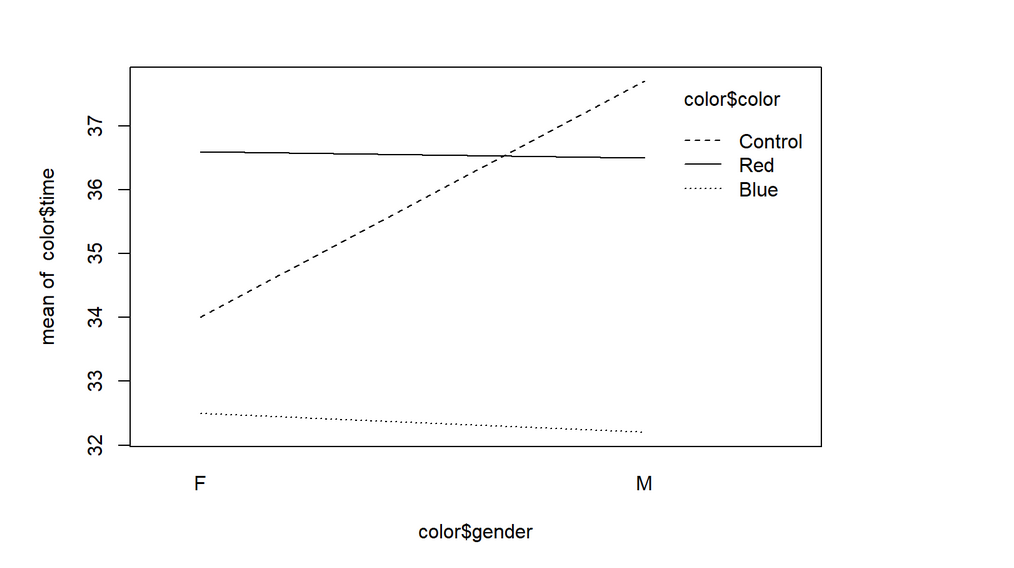 color$color
Control
Red
Blue
mean of color$time
37
36
35
34
33
32
F M
color$gender